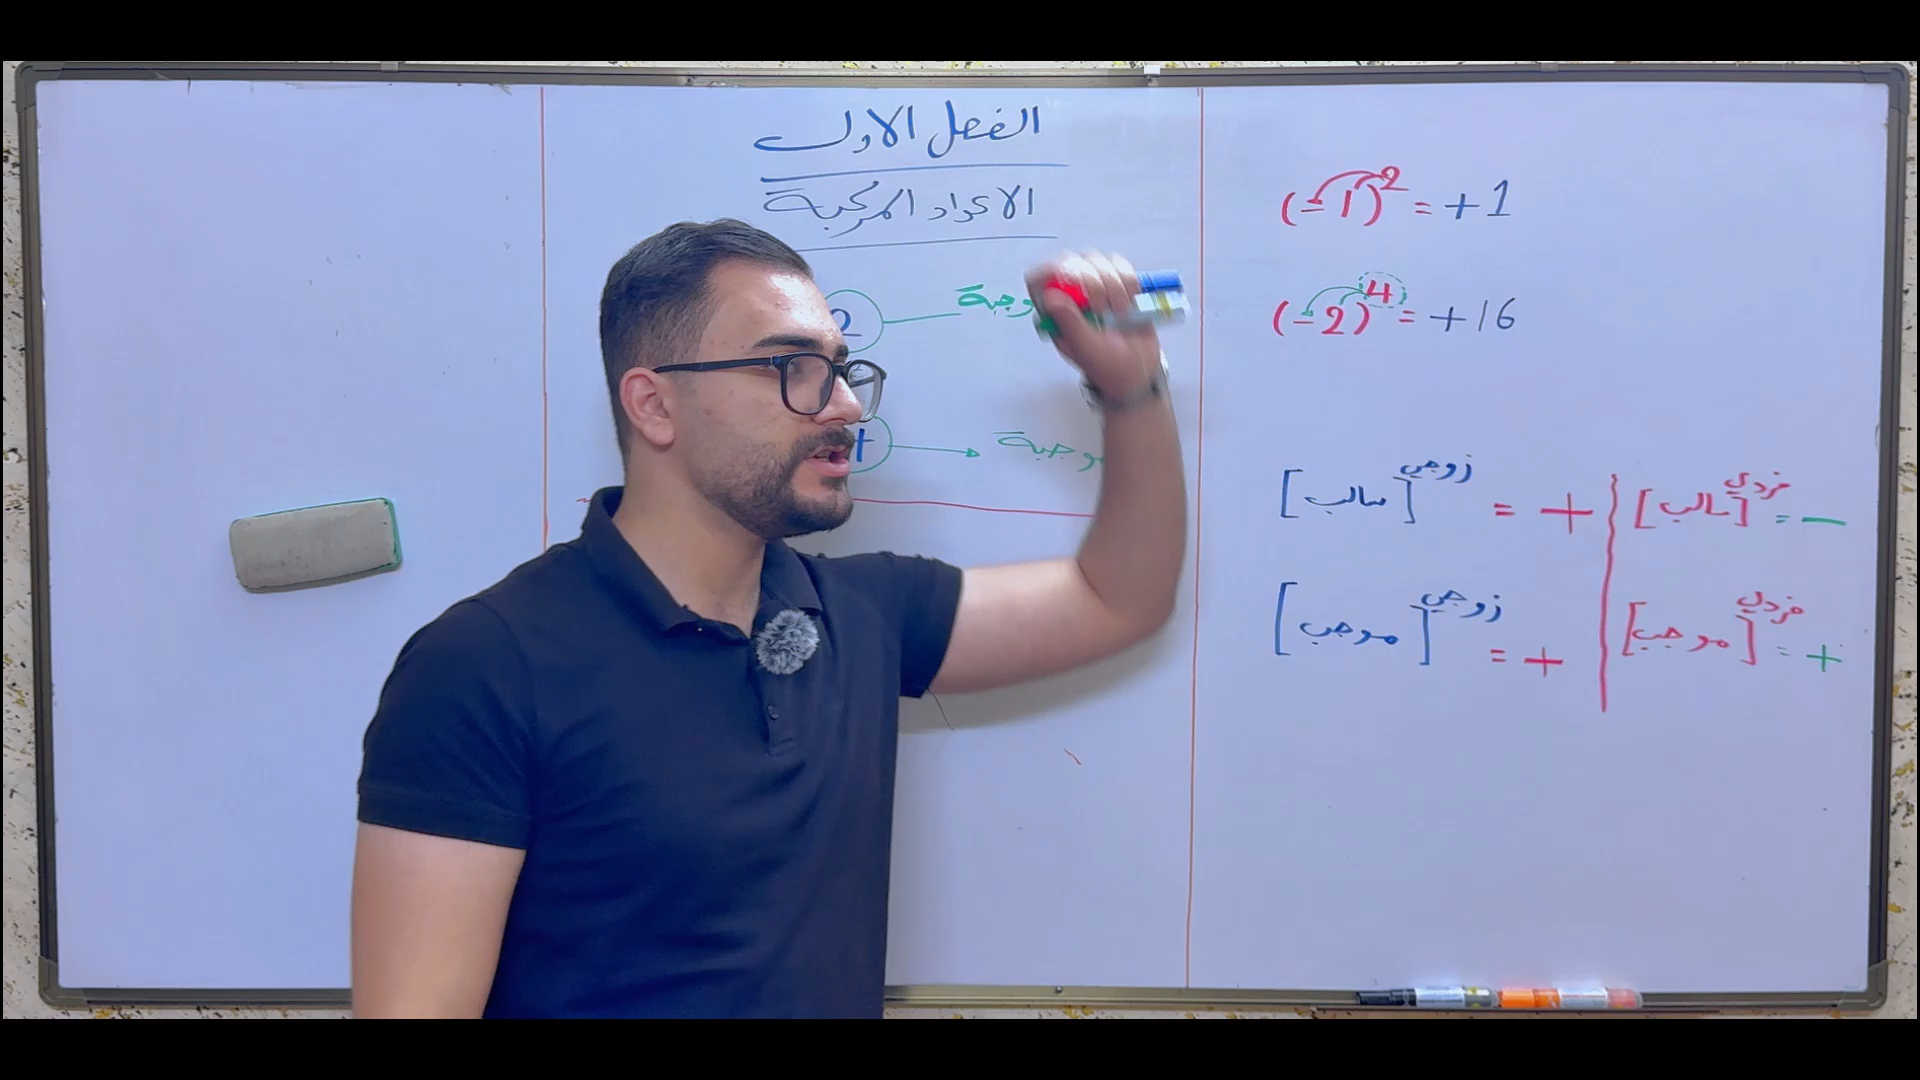 الفصل الاول
الاعداد المركبة
2
موجبة
(-1)² = +1
(-2)⁴ = +16
[سالب]^زوجي = +
[سالب]^فردي = -
[موجب]^زوجي = +
[موجب]^فردي = +